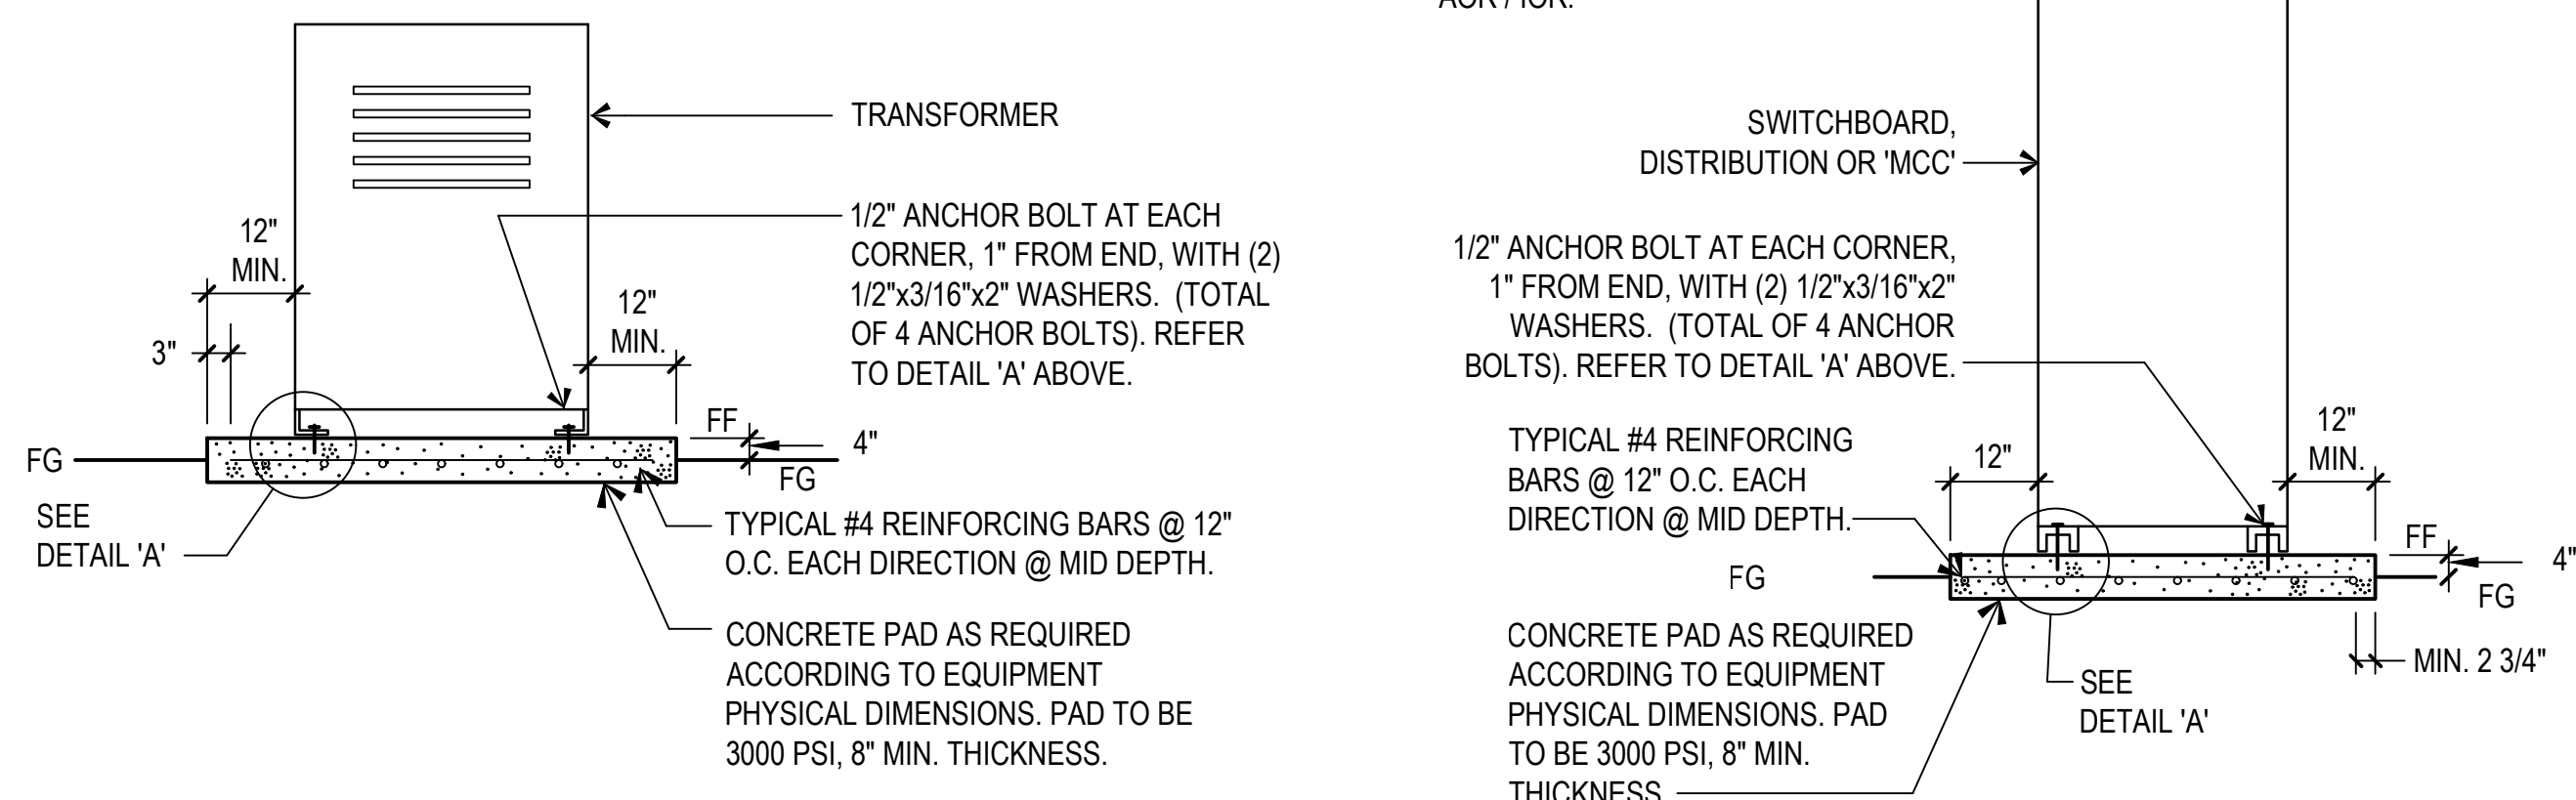 TRANSFORMER
12"
MIN.
3"
1/2" ANCHOR BOLT AT EACH
CORNER, 1" FROM END, WITH (2)
1/2"x3/16"x2" WASHERS. (TOTAL
OF 4 ANCHOR BOLTS). REFER
TO DETAIL 'A' ABOVE.
12"
MIN.
FF
4"
FG
FG
SEE
DETAIL 'A'
TYPICAL #4 REINFORCING BARS @ 12"
O.C. EACH DIRECTION @ MID DEPTH.
CONCRETE PAD AS REQUIRED
ACCORDING TO EQUIPMENT
PHYSICAL DIMENSIONS. PAD TO BE
3000 PSI, 8" MIN. THICKNESS.
SWITCHBOARD,
DISTRIBUTION OR 'MCC'
1/2" ANCHOR BOLT AT EACH CORNER,
1" FROM END, WITH (2) 1/2"x3/16"x2"
WASHERS. (TOTAL OF 4 ANCHOR
BOLTS). REFER TO DETAIL 'A' ABOVE.
TYPICAL #4 REINFORCING
BARS @ 12" O.C. EACH
DIRECTION @ MID DEPTH.
12"
12"
MIN.
FF
4"
FG
FG
MIN. 2 3/4"
SEE
DETAIL 'A'
CONCRETE PAD AS REQUIRED
ACCORDING TO EQUIPMENT
PHYSICAL DIMENSIONS. PAD
TO BE 3000 PSI, 8" MIN.
THICKNESS